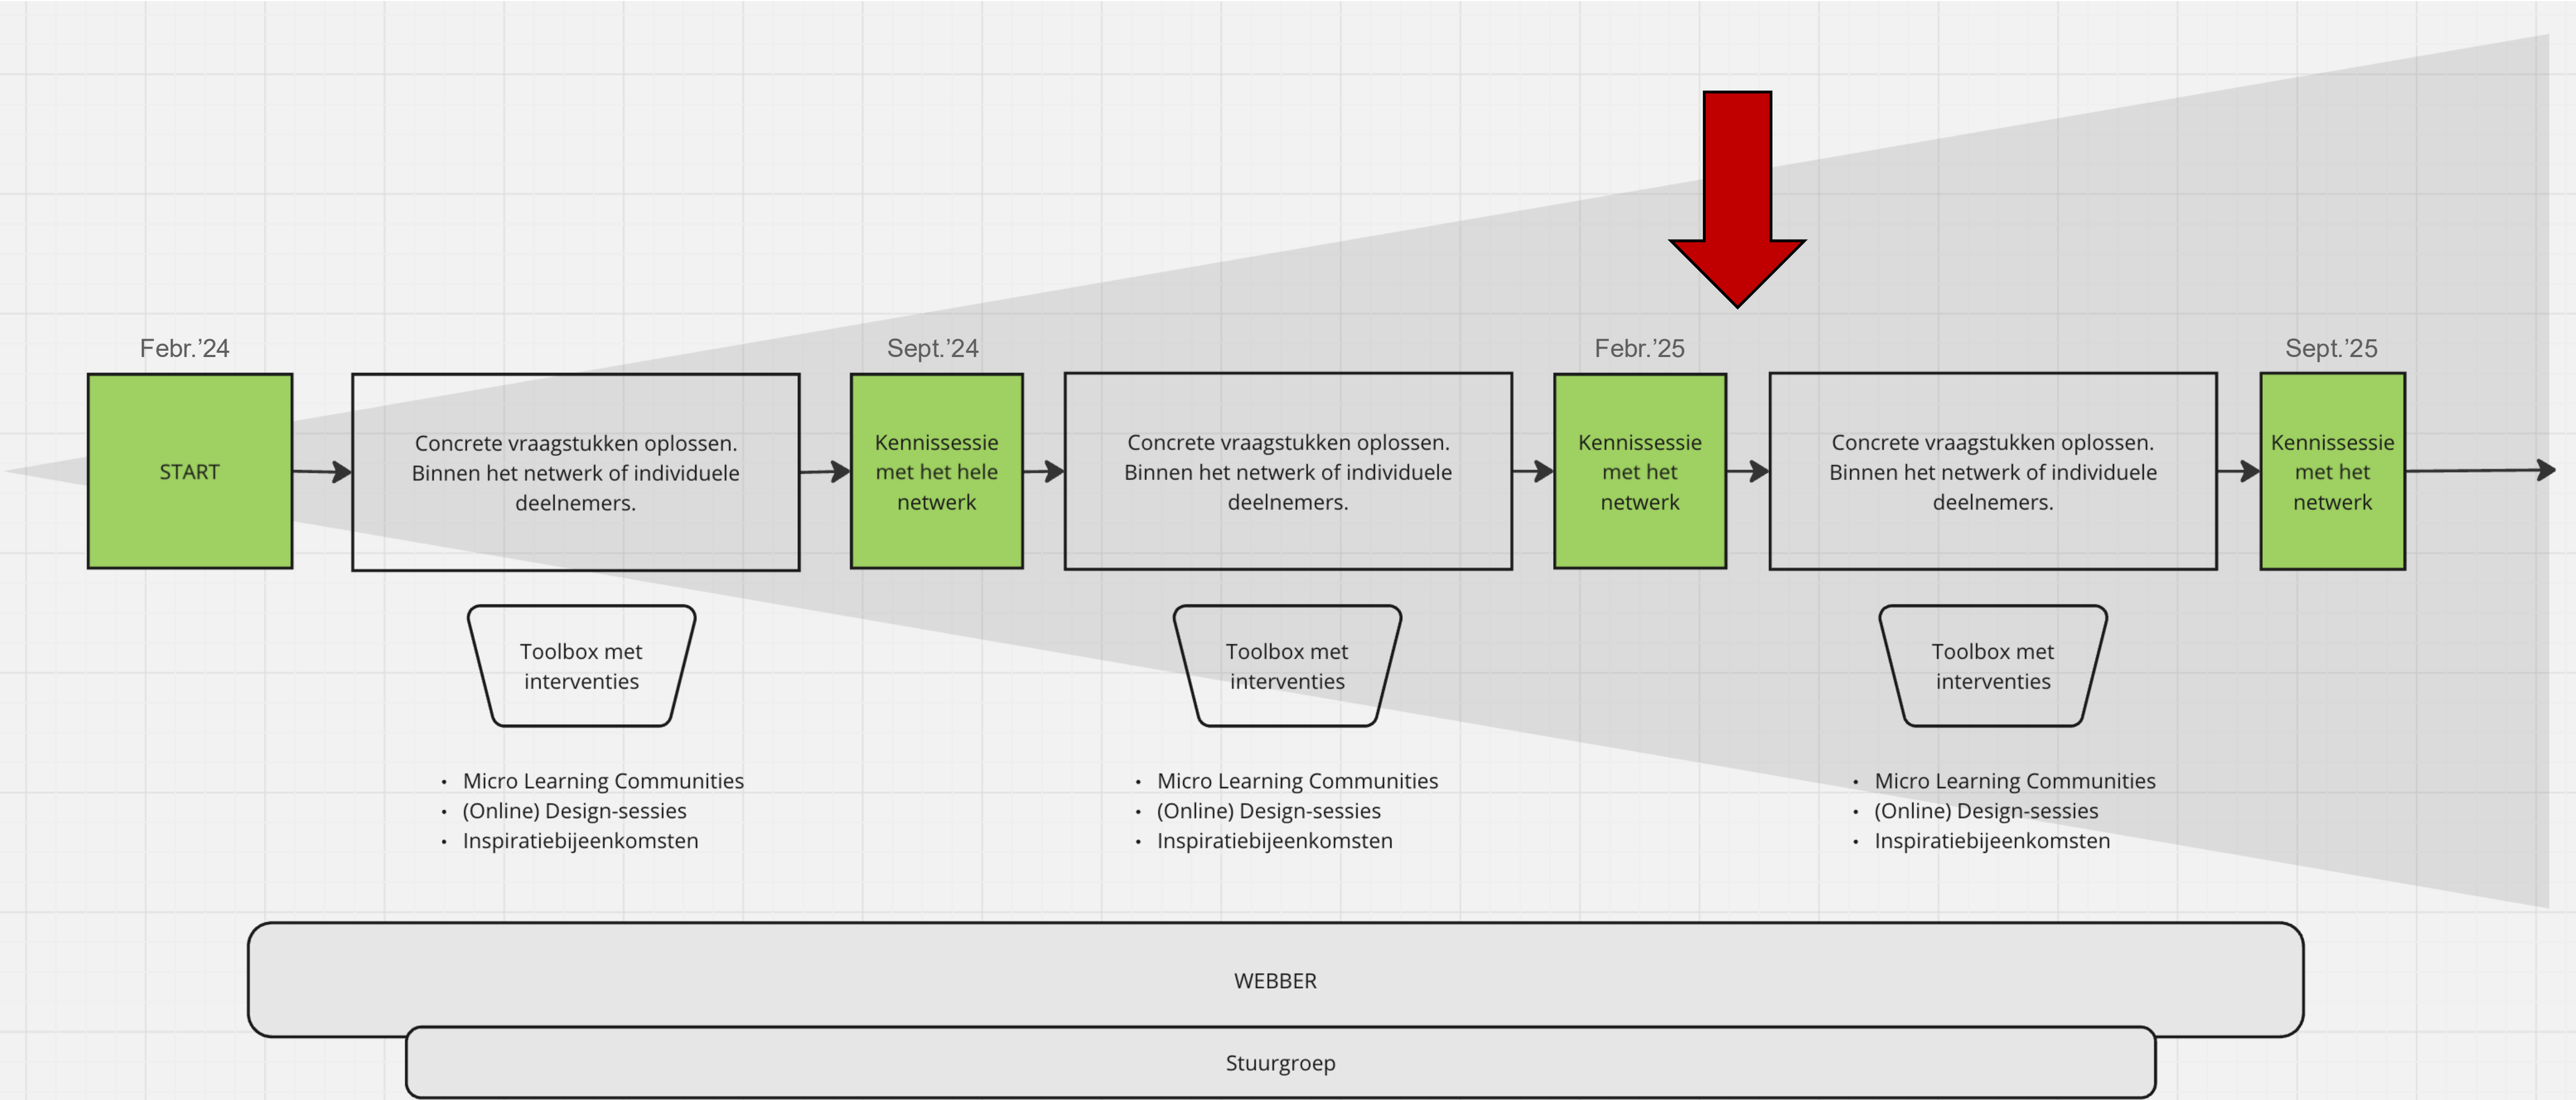 Febr.’24
Sept.’24
Febr.’25
Sept.’25
START
Concrete vraagstukken oplossen.
Binnen het netwerk of individuele
deelnemers.
Kennissessie
met het hele
netwerk
Concrete vraagstukken oplossen.
Binnen het netwerk of individuele
deelnemers.
Kennissessie
met het
netwerk
Concrete vraagstukken oplossen.
Binnen het netwerk of individuele
deelnemers.
Kennissessie
met het
netwerk
Toolbox met
interventies
Toolbox met
interventies
Toolbox met
interventies
• Micro Learning Communities
• (Online) Design-sessies
• Inspiratiebijeenkomsten
• Micro Learning Communities
• (Online) Design-sessies
• Inspiratiebijeenkomsten
• Micro Learning Communities
• (Online) Design-sessies
• Inspiratiebijeenkomsten
WEBBER
Stuurgroep